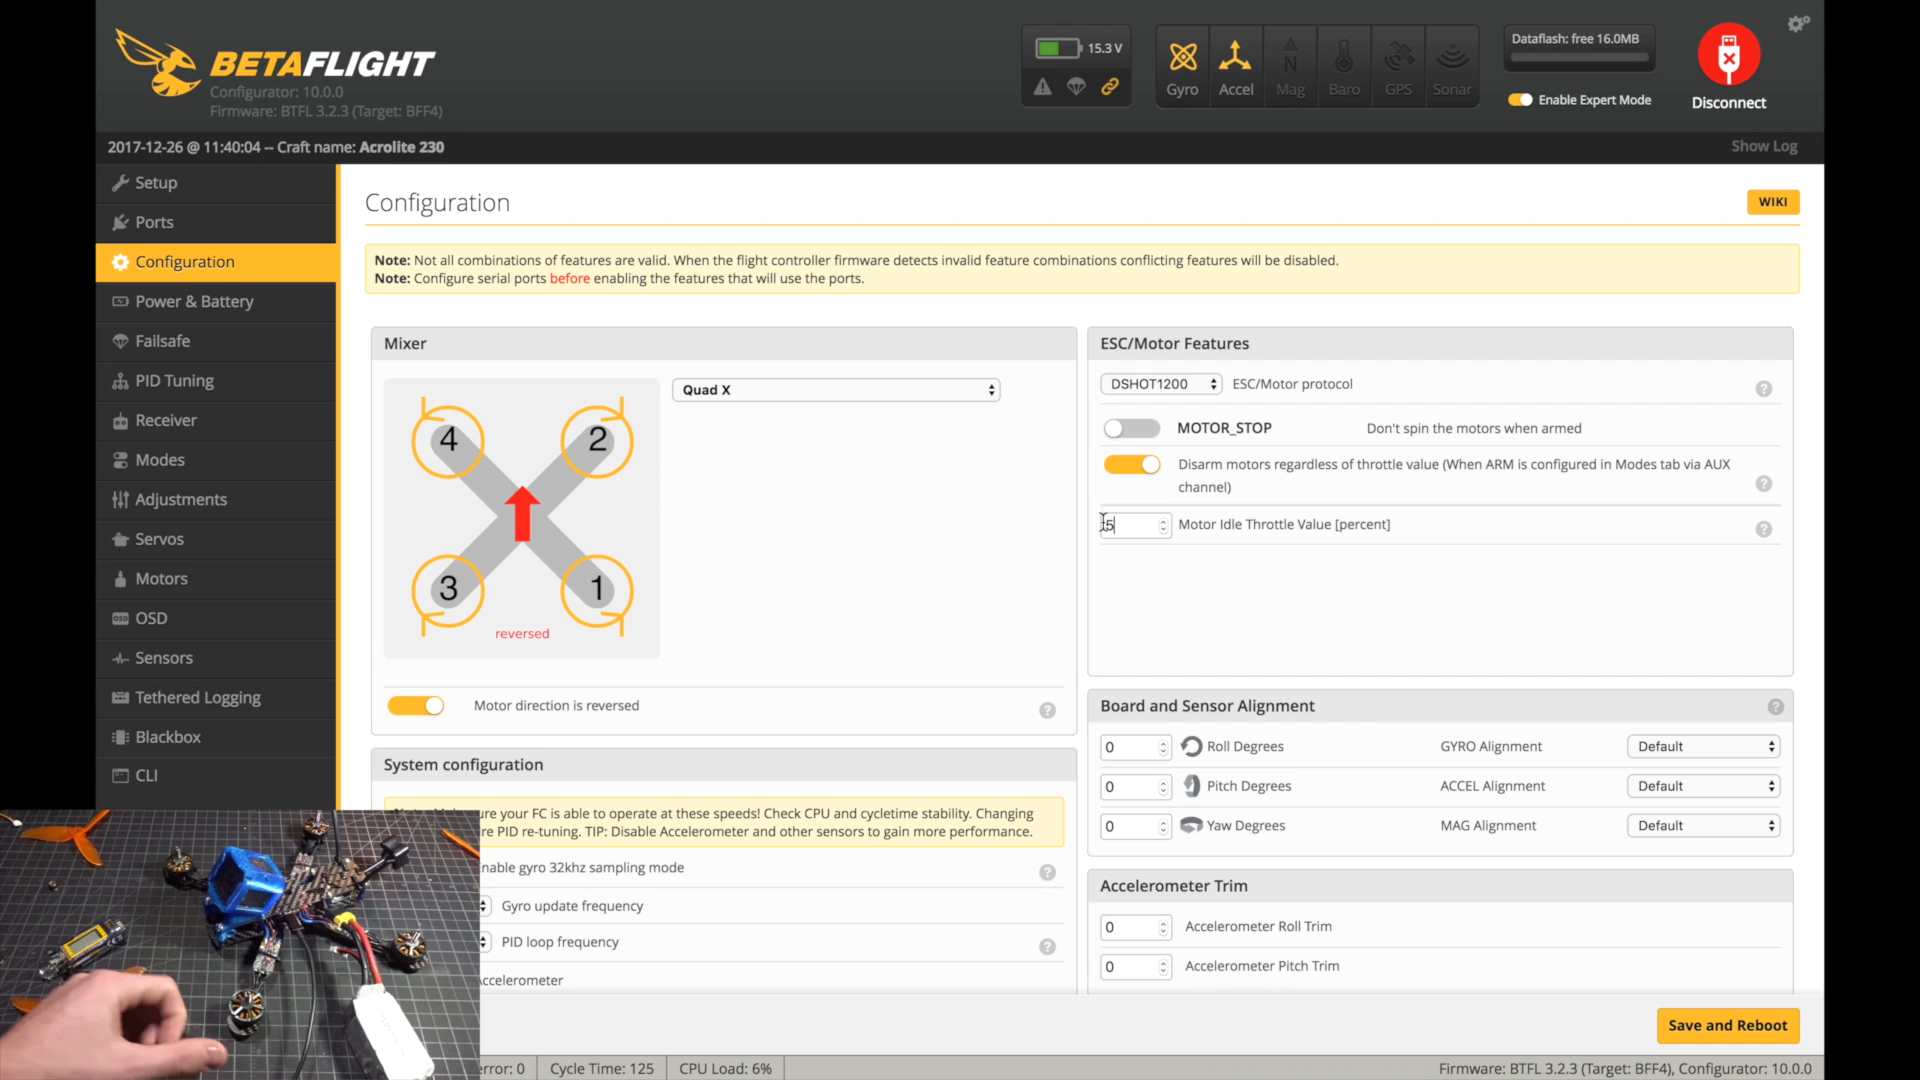 BETAFLIGHT
Configurator: 10.0.0
Firmware: BTFL 3.2.3 (Target: BFF4)
15.3 V
Gyro
Accel
N
Mag
Baro
GPS
Sonar
Dataflash: free 16.0MB
Enable Expert Mode
Disconnect
2017-12-26 @ 11:40:04 -- Craft name: Acrolite 230
Show Log
Setup
Ports
Configuration
Power & Battery
Failsafe
PID Tuning
Receiver
Modes
Adjustments
Servos
Motors
OSD
OSD
Sensors
Tethered Logging
Blackbox
CLI
Configuration
WIKI
Note: Not all combinations of features are valid. When the flight controller firmware detects invalid feature combinations conflicting features will be disabled.
Note: Configure serial ports before enabling the features that will use the ports.
Mixer
Quad X
4
2
3
1
reversed
Motor direction is reversed
System configuration
ure your FC is able to operate at these speeds! Check CPU and cycletime stability. Changing
re PID re-tuning. TIP: Disable Accelerometer and other sensors to gain more performance.
nable gyro 32khz sampling mode
Gyro update frequency
PID loop frequency
ccelerometer
ESC/Motor Features
DSHOT1200
ESC/Motor protocol
MOTOR_STOP
Don't spin the motors when armed
Disarm motors regardless of throttle value (When ARM is configured in Modes tab via AUX
channel)
5
Motor Idle Throttle Value [percent]
Board and Sensor Alignment
0
Roll Degrees
GYRO Alignment
Default
0
Pitch Degrees
ACCEL Alignment
Default
0
Yaw Degrees
MAG Alignment
Default
Accelerometer Trim
0
Accelerometer Roll Trim
0
Accelerometer Pitch Trim
Save and Reboot
error: 0
Cycle Time: 125
CPU Load: 6%
Firmware: BTFL 3.2.3 (Target: BFF4), Configurator: 10.0.0